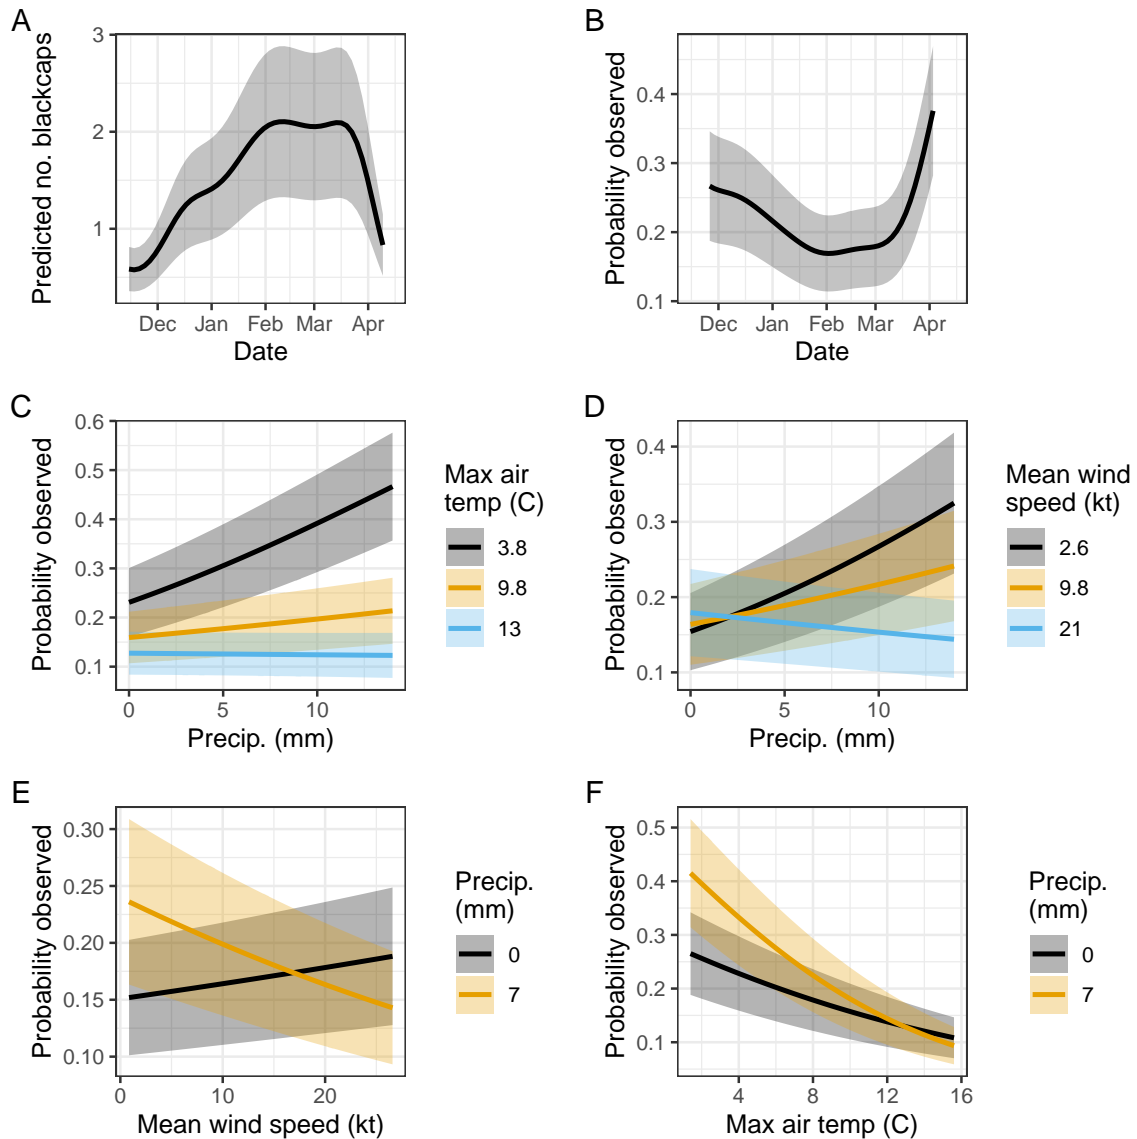 A
Predicted no. blackcaps
3
2
1
Dec Jan Feb Mar Apr
Date
B
Probability observed
0.4
0.3
0.2
0.1
Dec Jan Feb Mar Apr
Date
C
Probability observed
0.6
0.5
0.4
0.3
0.2
0.1
0 5 10
Precip. (mm)
Max air
temp (C)
3.8
9.8
13
D
Probability observed
0.4
0.3
0.2
0.1
0 5 10
Precip. (mm)
Mean wind
speed (kt)
2.6
9.8
21
E
Probability observed
0.30
0.25
0.20
0.15
0.10
0 10 20
Mean wind speed (kt)
Precip.
(mm)
0
7
F
Probability observed
0.5
0.4
0.3
0.2
0.1
4 8 12 16
Max air temp (C)
Precip.
(mm)
0
7